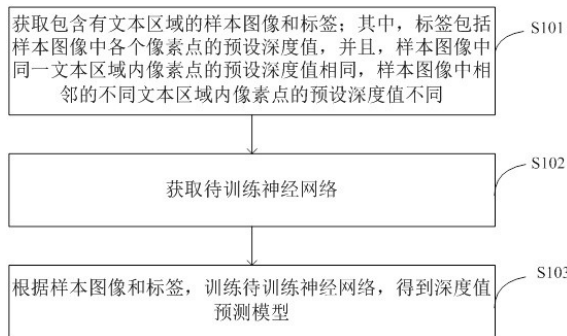 获取包含有文本区域的样本图像和标签；其中，标签包括
样本图像中各个像素点的预设深度值，并且，样本图像中
同一文本区域内像素点的预设深度值相同，样本图像中相
邻的不同文本区域内像素点的预设深度值不同
S101
获取待训练神经网络
S102
根据样本图像和标签，训练待训练神经网络，得到深度值
预测模型
S103